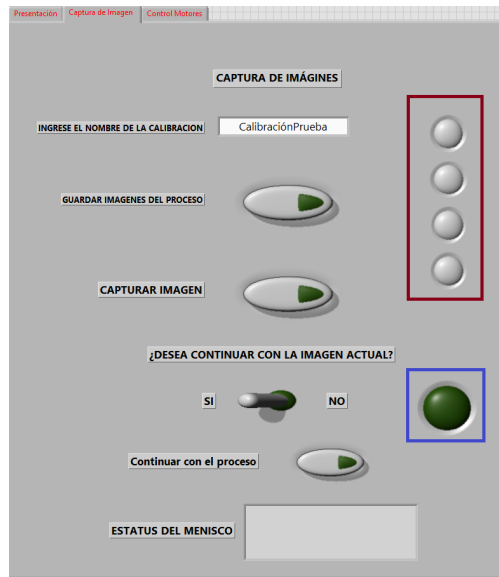 Presentación Captura de Imagen Control Motores
CAPTURA DE IMÁGINES
INGRESE EL NOMBRE DE LA CALIBRACION CalibraciónPrueba
GUARDAR IMAGENES DEL PROCESO
CAPTURAR IMAGEN
¿DESEA CONTINUAR CON LA IMAGEN ACTUAL?
SI NO
Continuar con el proceso
ESTATUS DEL MENISCO